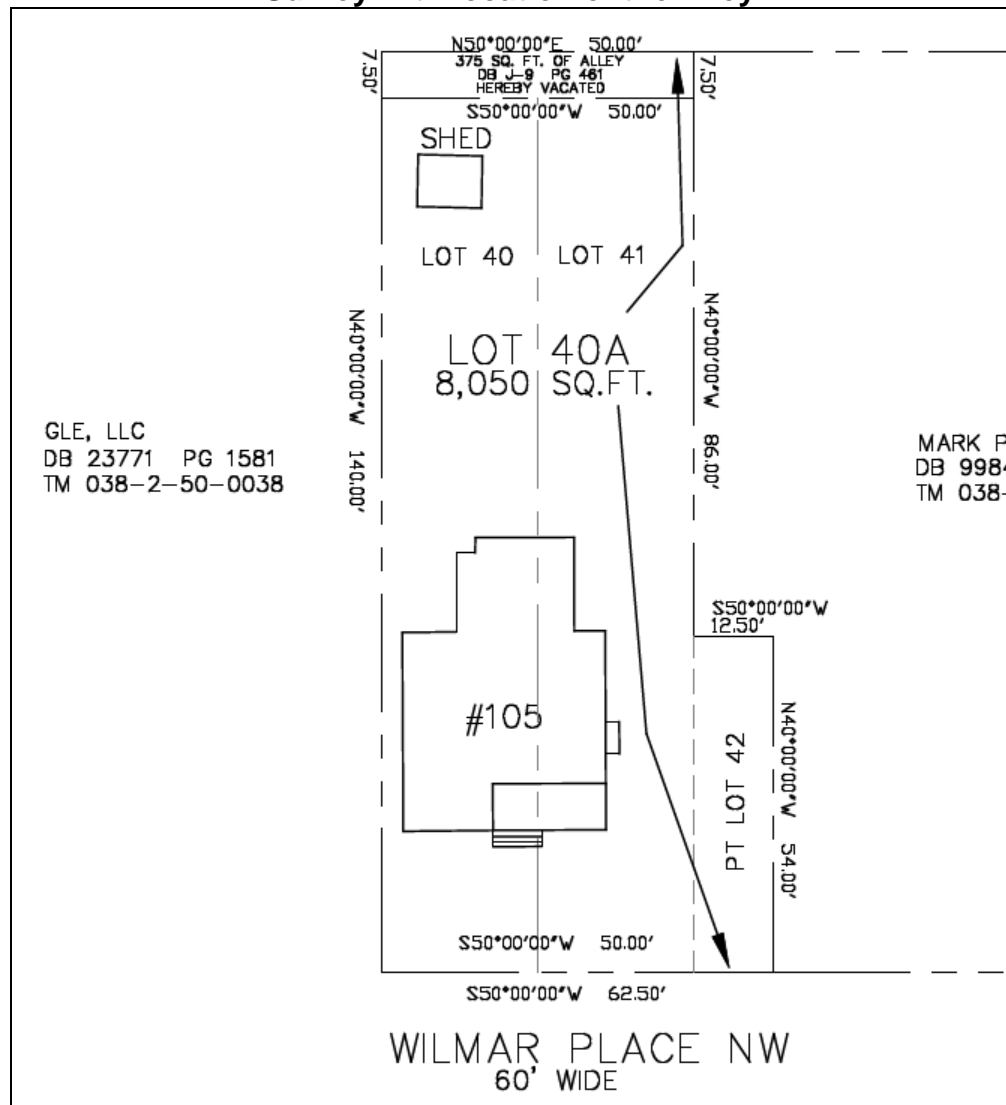 N50°00'00"E 50.00'
7.50'
375 SQ. FT. OF ALLEY
DB J-9 PG 461
HEREBY VACATED
7.50'
S50°00'00"W 50.00'
SHED
LOT 40
LOT 41
LOT 40A
8,050 SQ.FT.
N40°00'00"W 140.00'
N40°00'00"W 86.00'
GLE, LLC
DB 23771 PG 1581
TM 038-2-50-0038
MARK P
DB 9984
TM 038-
S50°00'00"W
12.50'
#105
PT LOT 42
N40°00'00"W 54.00'
S50°00'00"W 50.00'
S50°00'00"W 62.50'
WILMAR PLACE NW
60' WIDE